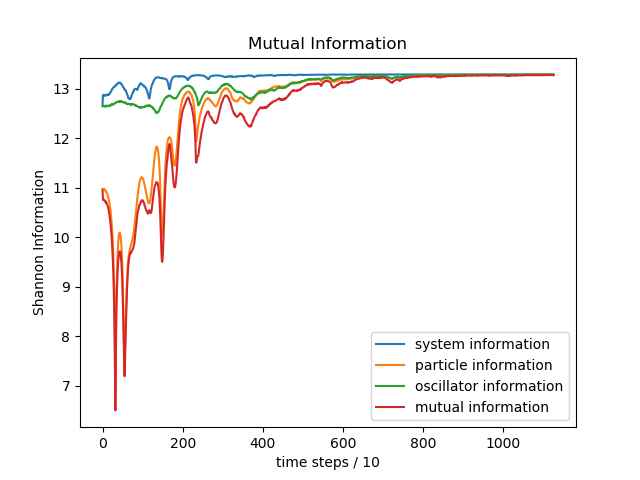 Mutual Information
Shannon Information
13
12
11
10
9
8
7
system information
particle information
oscillator information
mutual information
0
200
400
600
800
1000
time steps / 10